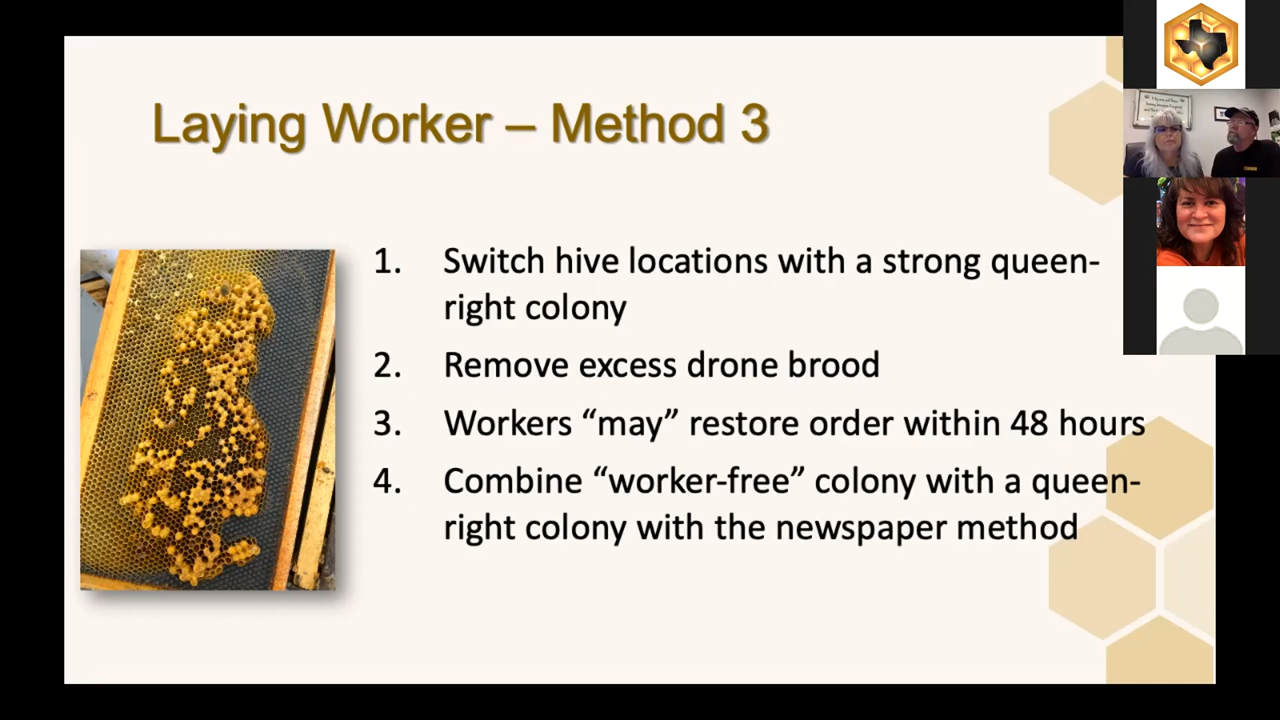 Laying Worker – Method 3
1. Switch hive locations with a strong queen-
right colony
2. Remove excess drone brood
3. Workers “may” restore order within 48 hours
4. Combine “worker-free” colony with a queen-
right colony with the newspaper method